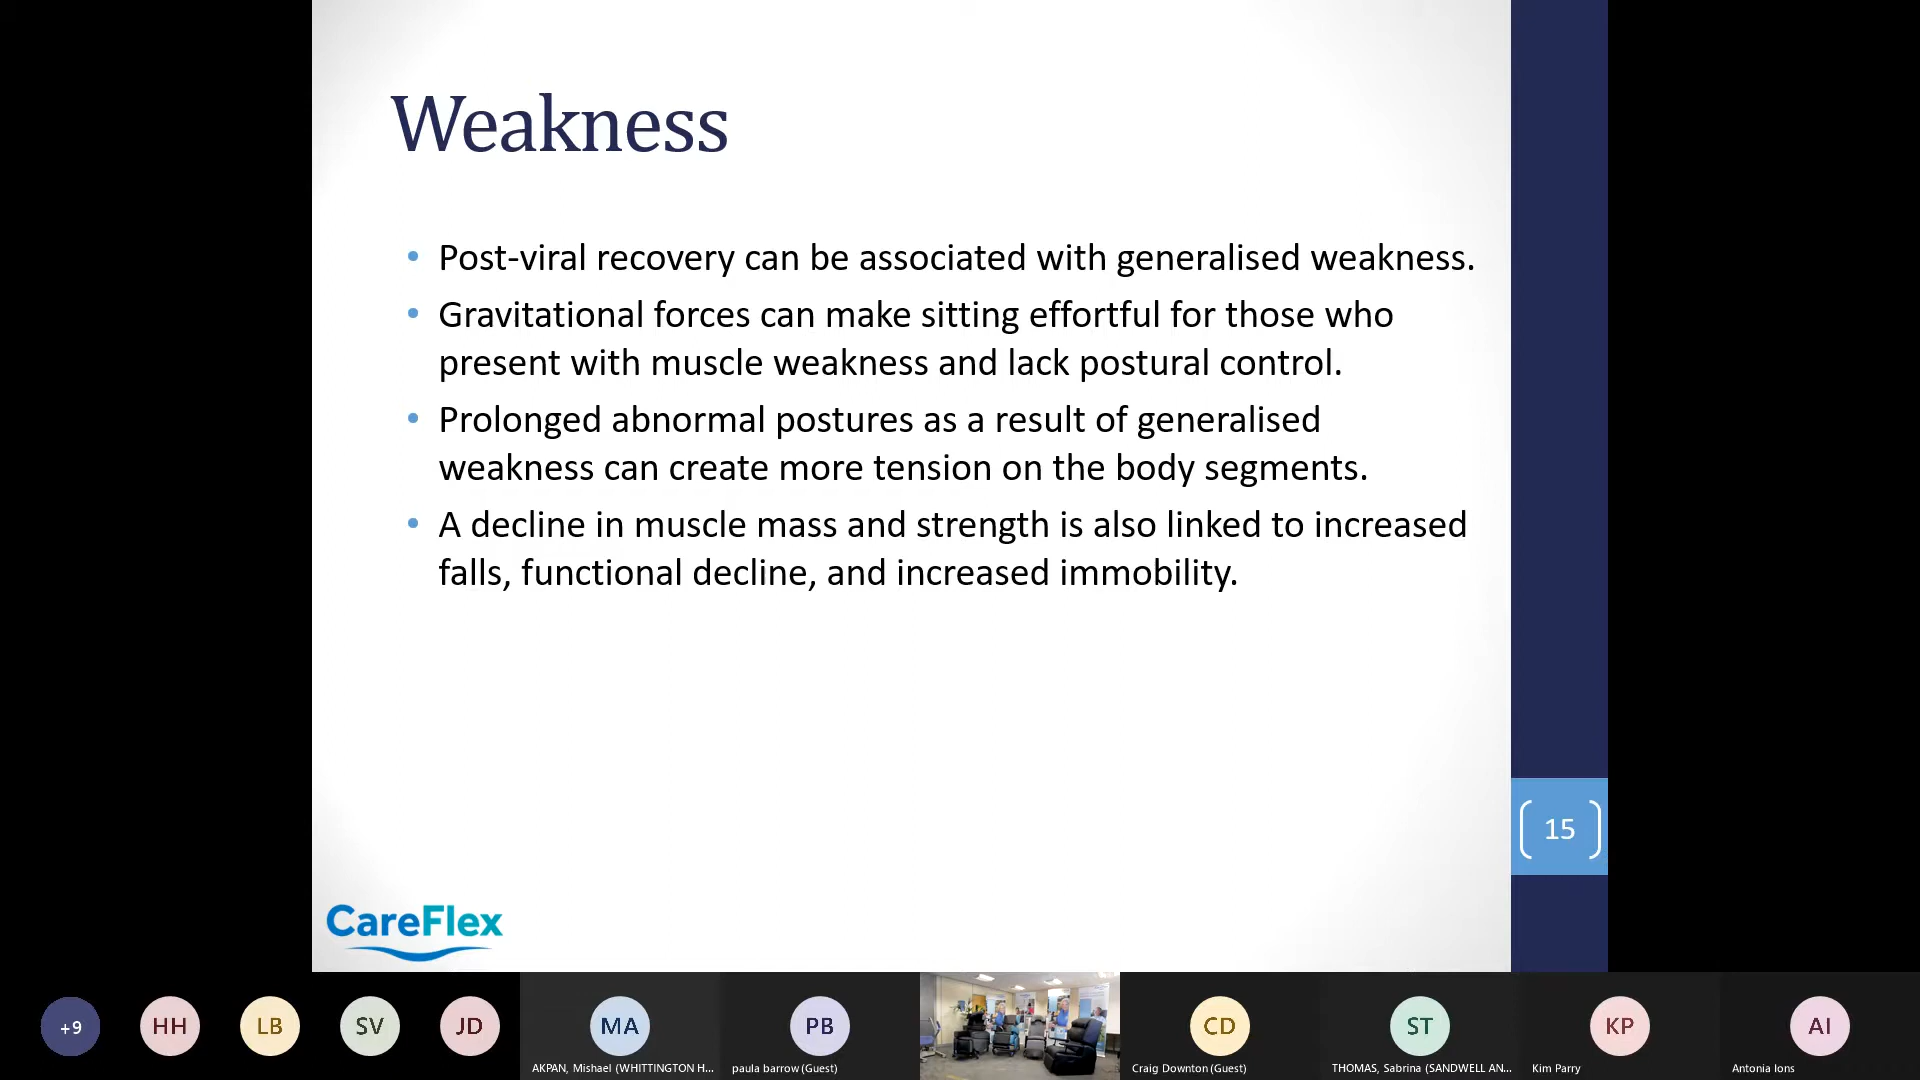 Weakness
• Post-viral recovery can be associated with generalised weakness.
• Gravitational forces can make sitting effortful for those who
present with muscle weakness and lack postural control.
• Prolonged abnormal postures as a result of generalised
weakness can create more tension on the body segments.
• A decline in muscle mass and strength is also linked to increased
falls, functional decline, and increased immobility.
15
CareFlex
+9 HH LB SV JD MA PB CD ST KP AI
AKPAN, Mishael (WHITTINGTON H... paula barrow (Guest) Craig Downton (Guest) THOMAS, Sabrina (SANDWELL AN... Kim Parry Antonia Ions